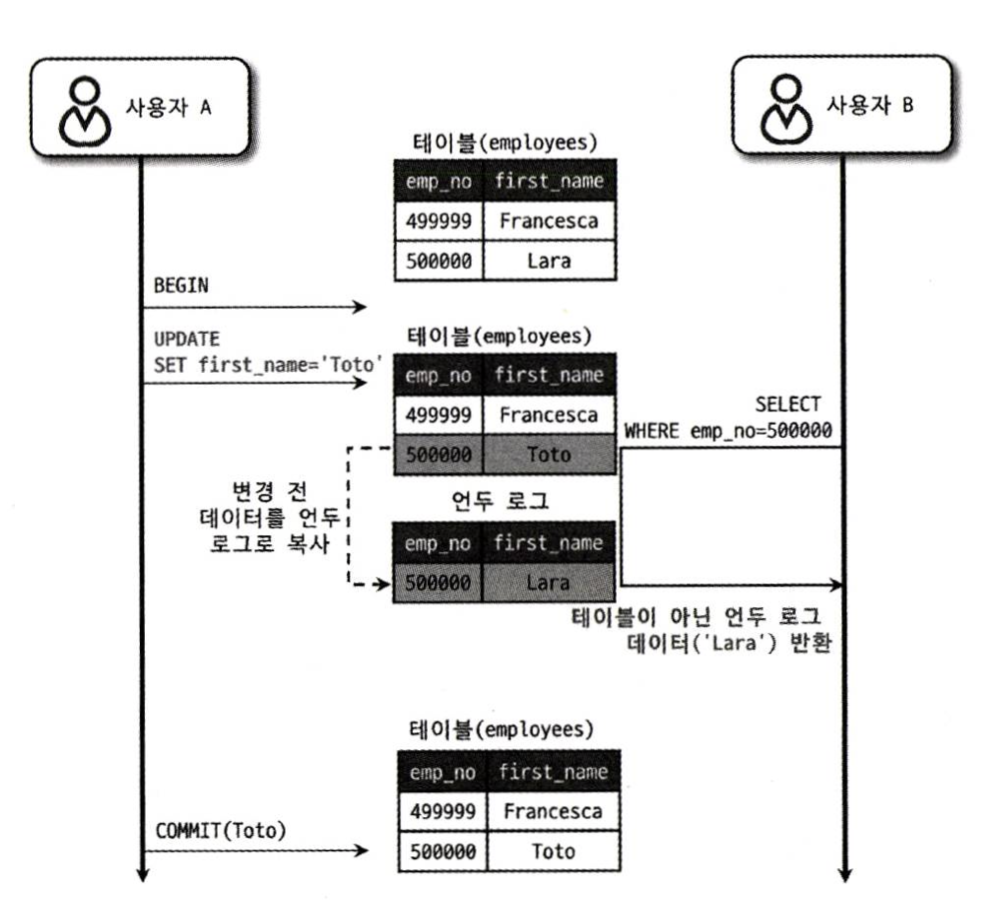 사용자 A
사용자 B
테이블(employees)
emp_no first_name
499999 Francesca
500000 Lara
BEGIN
UPDATE
SET first_name='Toto'
테이블(employees)
emp_no first_name
499999 Francesca
500000 Toto
SELECT
WHERE emp_no=500000
변경 전
데이터를 언두
로그로 복사
언두 로그
emp_no first_name
500000 Lara
테이블이 아닌 언두 로그
데이터('Lara') 반환
테이블(employees)
emp_no first_name
499999 Francesca
500000 Toto
COMMIT(Toto)